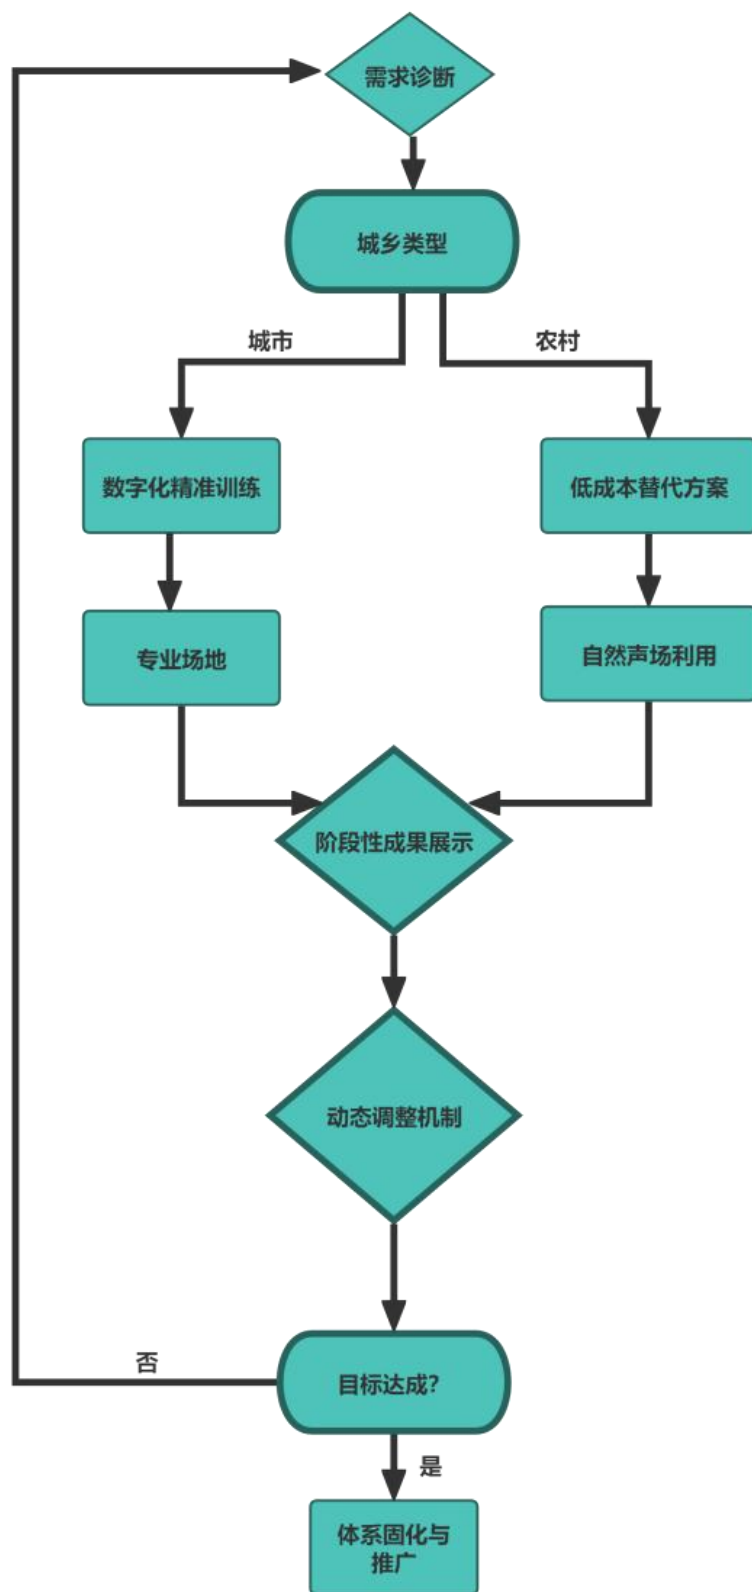 需求诊断
城乡类型
城市
农村
数字化精准训练
低成本替代方案
专业场地
自然声场利用
阶段性成果展示
动态调整机制
否
目标达成?
是
体系固化与
推广